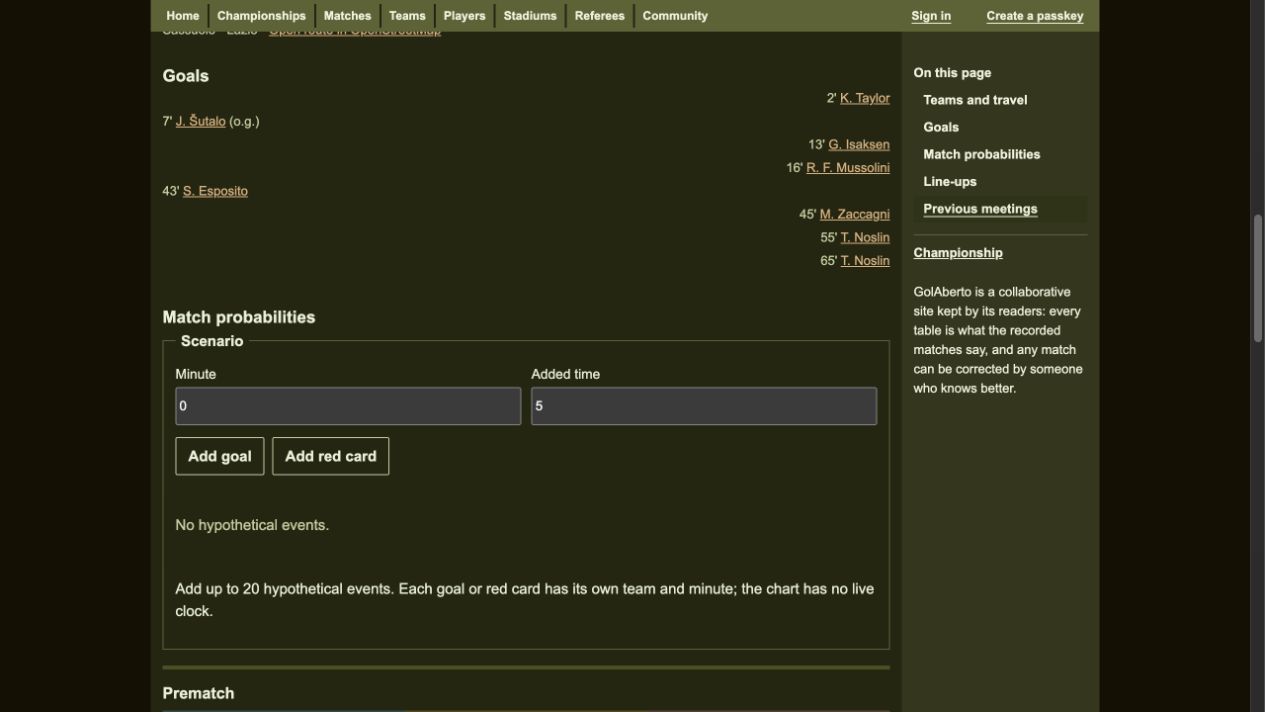 Home Championships Matches Teams Players Stadiums Referees Community Sign in Create a passkey
Goals
2' K. Taylor
7' J. Šutalo (o.g.)
13' G. Isaksen
16' R. F. Mussolini
43' S. Esposito
45' M. Zaccagni
55' T. Noslin
65' T. Noslin
Match probabilities
Scenario
Minute Added time
0 5
Add goal Add red card
No hypothetical events.
Add up to 20 hypothetical events. Each goal or red card has its own team and minute; the chart has no live
clock.
Prematch
On this page
Teams and travel
Goals
Match probabilities
Line-ups
Previous meetings
Championship
GolAberto is a collaborative
site kept by its readers: every
table is what the recorded
matches say, and any match
can be corrected by someone
who knows better.